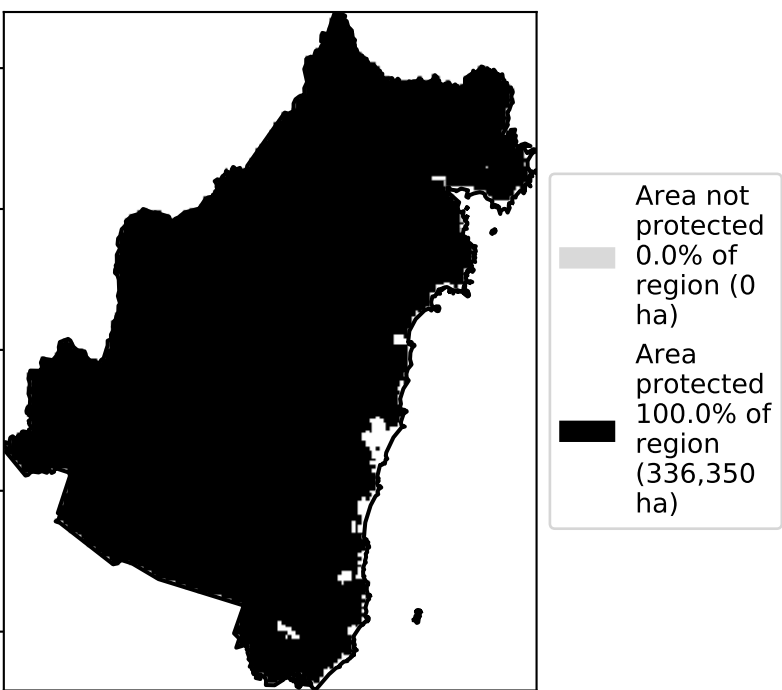 Area not
protected
0.0% of
region (0
ha)
Area
protected
100.0% of
region
(336,350
ha)